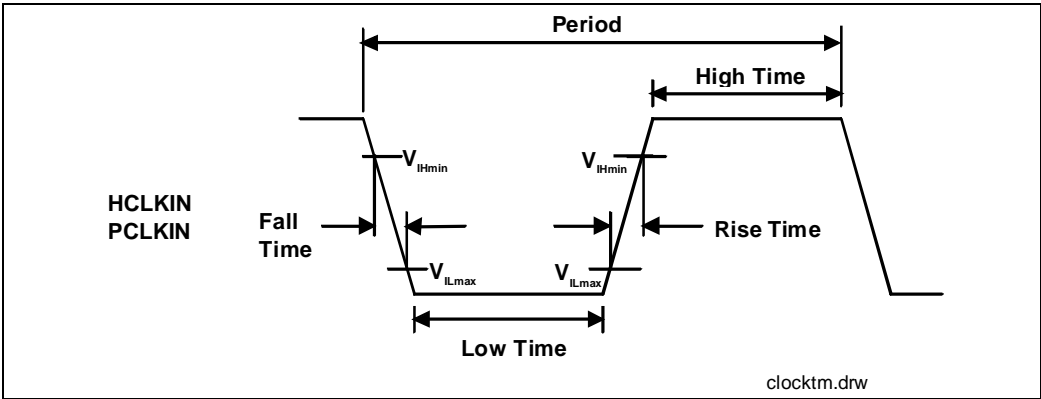 Period
High Time
V_IHmin
V_IHmin
HCLKIN
PCLKIN
Fall
Time
Rise Time
V_ILmax
V_ILmax
Low Time
clocktm.drw